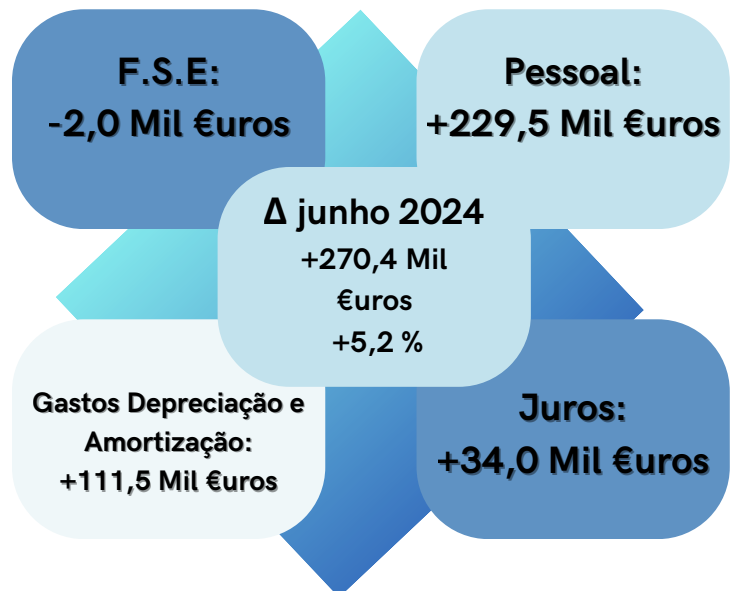 F.S.E:
-2,0 Mil €uros
Pessoal:
+229,5 Mil €uros
Δ junho 2024
+270,4 Mil
€uros
+5,2 %
Gastos Depreciação e
Amortização:
+111,5 Mil €uros
Juros:
+34,0 Mil €uros